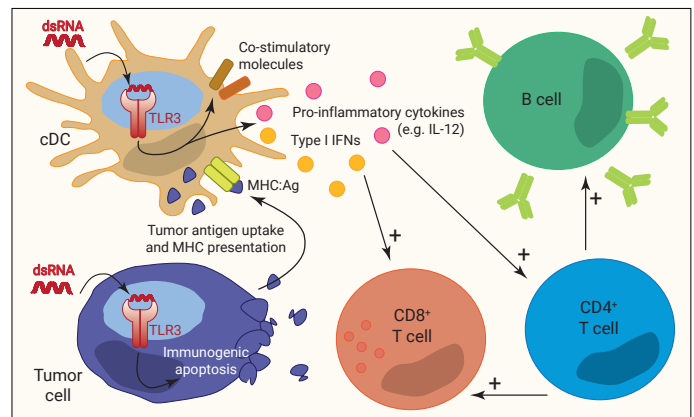 dsRNA
Co-stimulatory
molecules
TLR3
cDC
Pro-inflammatory cytokines
(e.g. IL-12)
Type I IFNs
B cell
MHC:Ag
+
Tumor antigen uptake
and MHC presentation
+
+
dsRNA
TLR3
CD8⁺
T cell
CD4⁺
T cell
Immunogenic
apoptosis
Tumor
cell
+